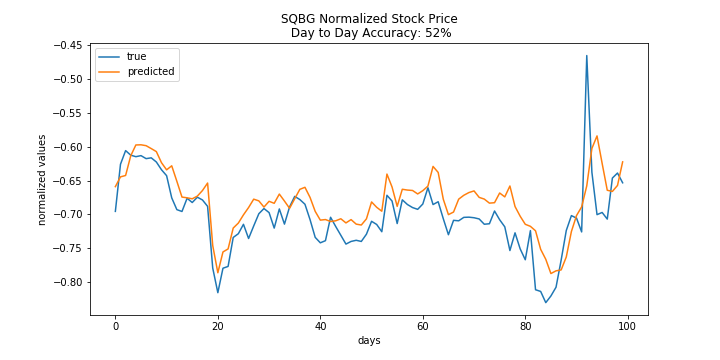 SQBG Normalized Stock Price
Day to Day Accuracy: 52%
true
predicted
normalized values
−0.45
−0.50
−0.55
−0.60
−0.65
−0.70
−0.75
−0.80
0
20
40
60
80
100
days